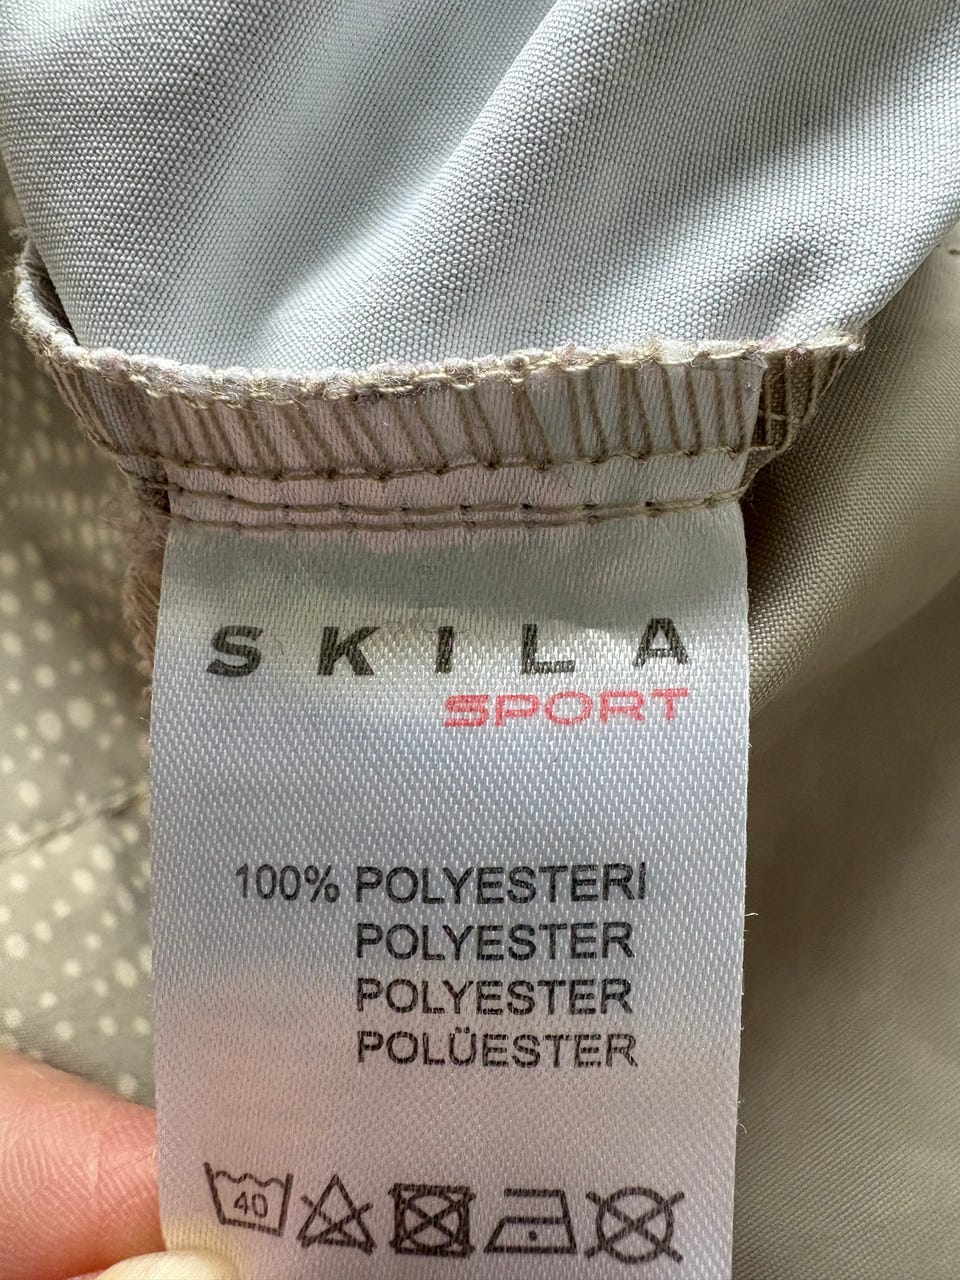 SKILA
SPORT
100% POLYESTERI
POLYESTER
POLYESTER
POLÜESTER
40